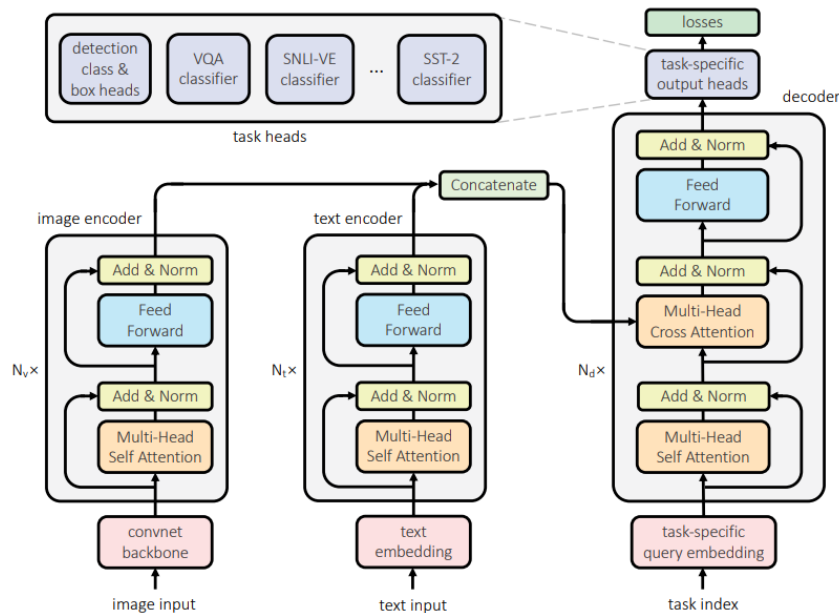 losses
detection
class &
box heads
VQA
classifier
SNLI-VE
classifier
...
SST-2
classifier
task heads
task-specific
output heads
decoder
Add & Norm
Feed
Forward
Add & Norm
Multi-Head
Cross Attention
N_d×
Add & Norm
Multi-Head
Self Attention
task-specific
query embedding
task index
Concatenate
image encoder
Add & Norm
Feed
Forward
N_v×
Add & Norm
Multi-Head
Self Attention
convnet
backbone
image input
text encoder
Add & Norm
Feed
Forward
N_t×
Add & Norm
Multi-Head
Self Attention
text
embedding
text input